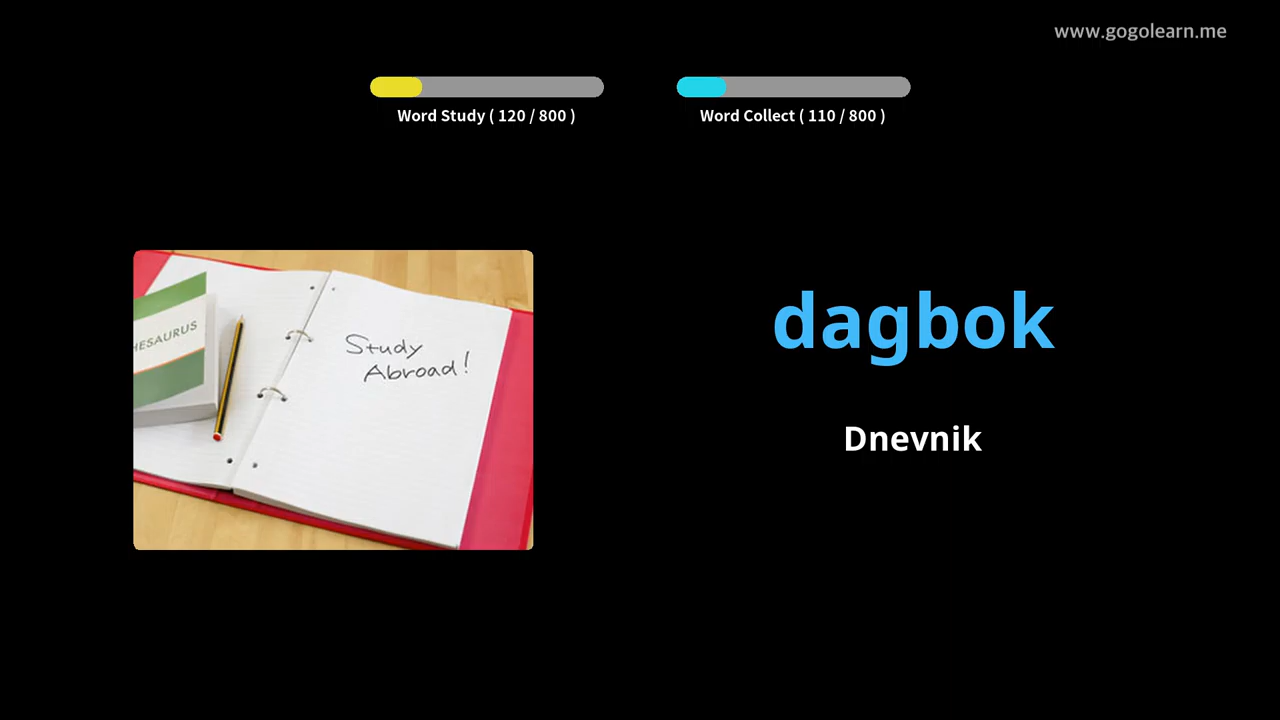 www.gogolearn.me
Word Study ( 120 / 800 )
Word Collect ( 110 / 800 )
HESAURUS
Study
Abroad!
dagbok
Dnevnik